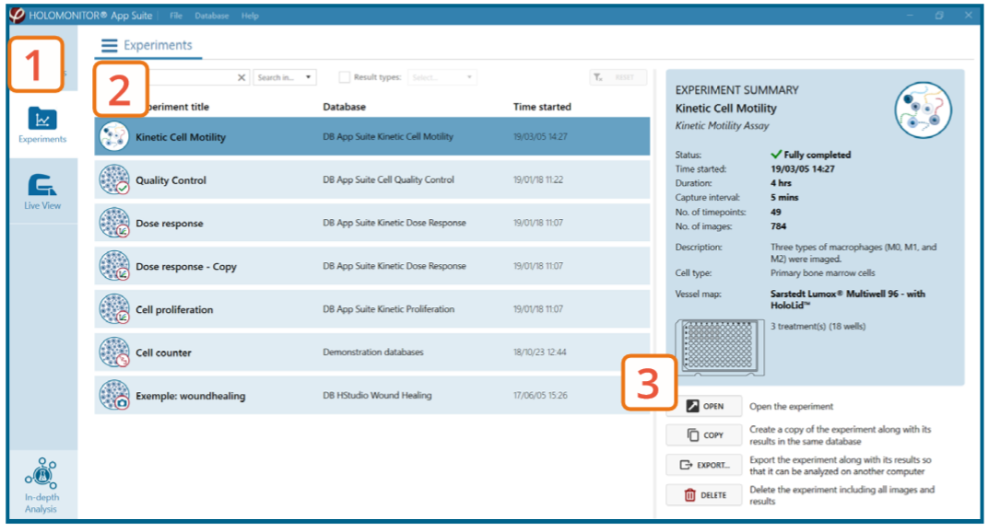 HOLOMONITOR® App Suite File Database Help
1
Experiments
Live View
In-depth
Analysis
Experiments
2
Search in... Result types: Select... RESET
periment title Database Time started
Kinetic Cell Motility DB App Suite Kinetic Cell Motility 19/03/05 14:27
Quality Control DB App Suite Cell Quality Control 19/01/18 11:22
Dose response DB App Suite Kinetic Dose Response 19/01/18 11:07
Dose response - Copy DB App Suite Kinetic Dose Response 19/01/18 11:07
Cell proliferation DB App Suite Kinetic Proliferation 19/01/18 11:07
Cell counter Demonstration databases 18/10/23 12:44
Exemple: woundhealing DB HStudio Wound Healing 17/06/05 15:26
EXPERIMENT SUMMARY
Kinetic Cell Motility
Kinetic Motility Assay
Status: Fully completed
Time started: 19/03/05 14:27
Duration: 4 hrs
Capture interval: 5 mins
No. of timepoints: 49
No. of images: 784
Description: Three types of macrophages (M0, M1, and
M2) were imaged.
Cell type: Primary bone marrow cells
Vessel map: Sarstedt Lumox® Multiwell 96 - with
HoloLid™
3 treatment(s) (18 wells)
3
OPEN Open the experiment
COPY Create a copy of the experiment along with its
results in the same database
EXPORT... Export the experiment along with its results so
that it can be analyzed on another computer
DELETE Delete the experiment including all images and
results